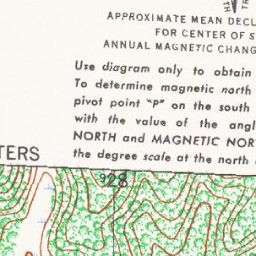 APPROXIMATE MEAN DECL
FOR CENTER OF S
ANNUAL MAGNETIC CHANG
Use diagram only to obtain
To determine magnetic north
pivot point "P" on the south
with the value of the angl
NORTH and MAGNETIC NOR
the degree scale at the north
TERS
928